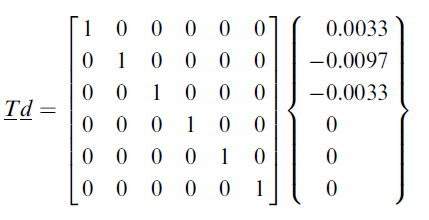 1 0 0 0 0 0 0.0033
0 1 0 0 0 0 −0.0097
Td = 0 0 1 0 0 0 −0.0033
0 0 0 1 0 0 0
0 0 0 0 1 0 0
0 0 0 0 0 1 0